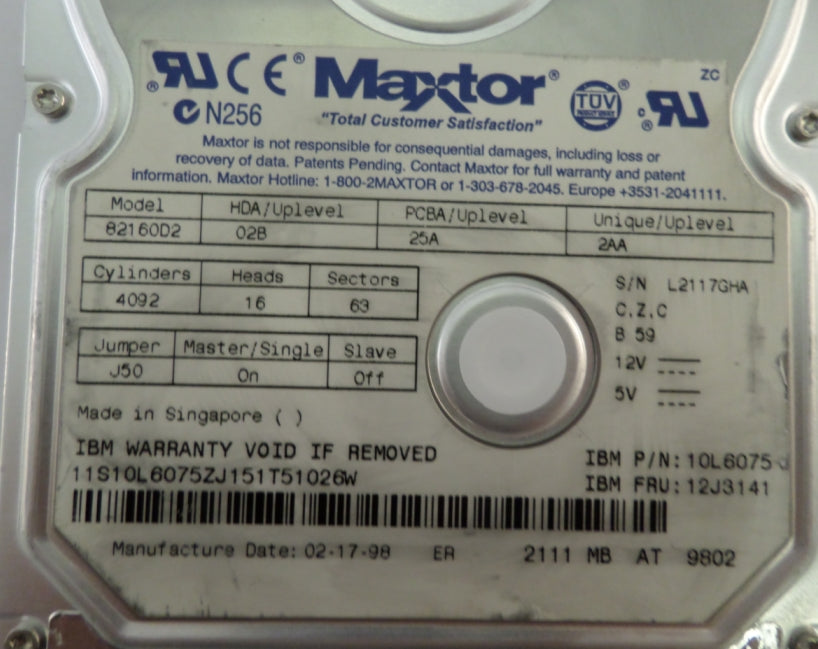 ZC
CE ® Maxtor ® TÜV ®
N256 "Total Customer Satisfaction"
Maxtor is not responsible for consequential damages, including loss or
recovery of data. Patents Pending. Contact Maxtor for full warranty and patent
information. Maxtor Hotline: 1-800-2MAXTOR or 1-303-678-2045. Europe +3531-2041111.
Model HDA/Uplevel PCBA/Uplevel Unique/Uplevel
82160D2 02B 25A 2AA
Cylinders Heads Sectors
4092 16 63
S/N L2117GHA
C,Z,C
B 59
12V
5V
Jumper Master/Single Slave
J50 On Off
Made in Singapore ( )
IBM WARRANTY VOID IF REMOVED
11S10L6075ZJ151T51026W
IBM P/N:10L6075
IBM FRU:12J3141
Manufacture Date: 02-17-98 ER 2111 MB AT 9802